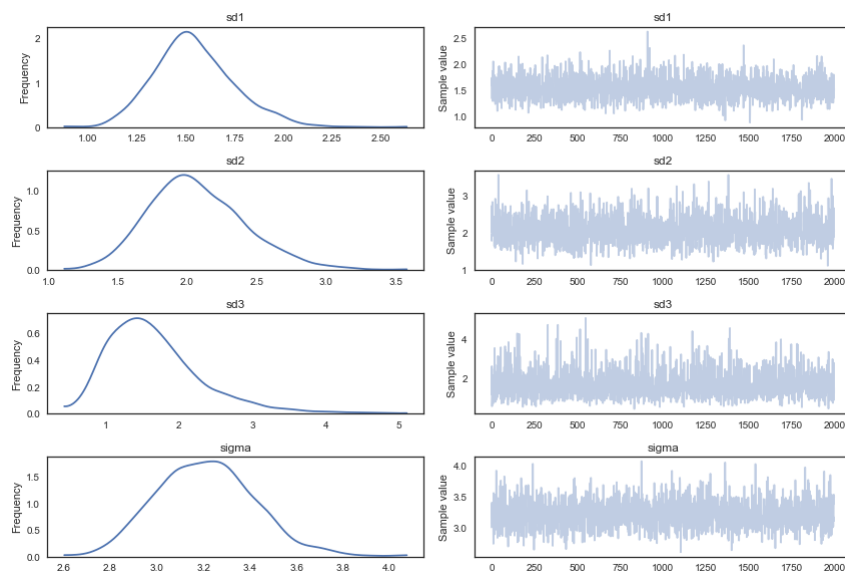 sd1
sd1
Frequency
2
1
0
1.00 1.25 1.50 1.75 2.00 2.25 2.50
Sample value
2.5
2.0
1.5
1.0
0 250 500 750 1000 1250 1500 1750 2000
sd2
sd2
Frequency
1.0
0.5
0.0
1.0 1.5 2.0 2.5 3.0 3.5
Sample value
3
2
1
0 250 500 750 1000 1250 1500 1750 2000
sd3
sd3
Frequency
0.6
0.4
0.2
0.0
1 2 3 4 5
Sample value
4
2
0 250 500 750 1000 1250 1500 1750 2000
sigma
sigma
Frequency
1.5
1.0
0.5
0.0
2.6 2.8 3.0 3.2 3.4 3.6 3.8 4.0
Sample value
4.0
3.5
3.0
0 250 500 750 1000 1250 1500 1750 2000